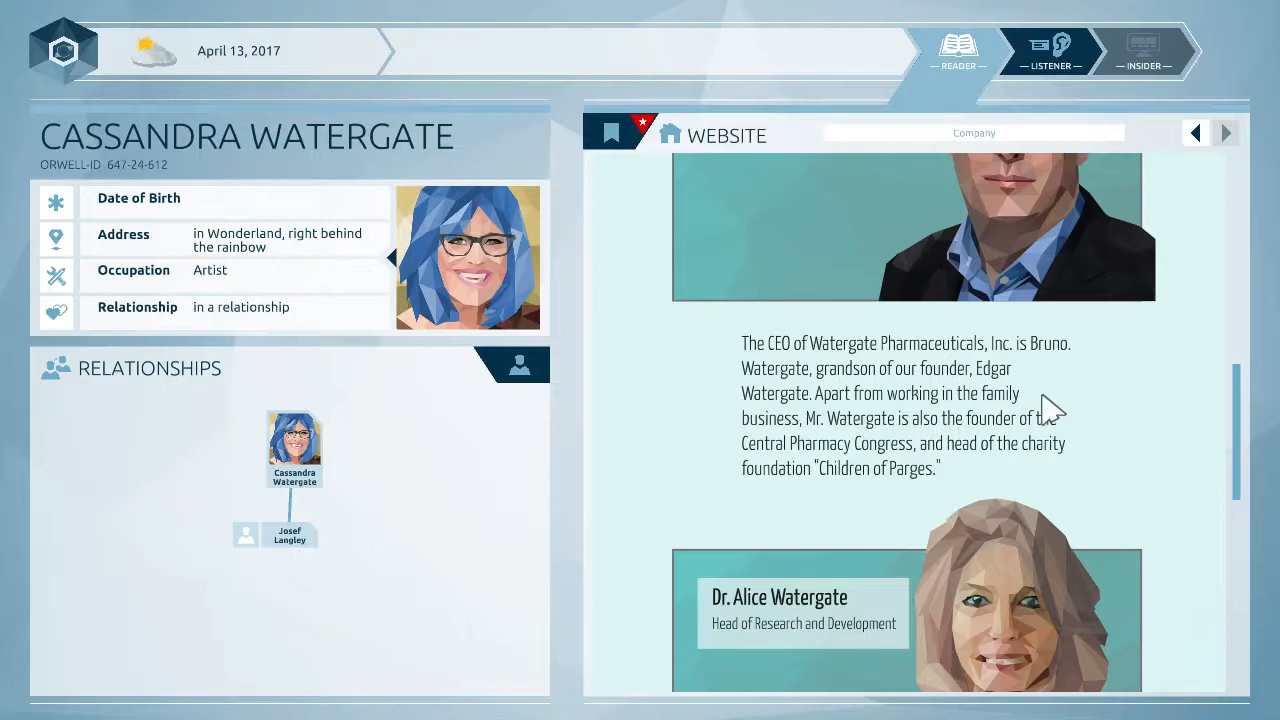 April 13, 2017
READER
LISTENER
INSIDER
CASSANDRA WATERGATE
ORWELL-ID 647-24-612
Date of Birth
Address in Wonderland, right behind
the rainbow
Occupation Artist
Relationship in a relationship
RELATIONSHIPS
Cassandra
Watergate
Josef
Langley
WEBSITE
Company
The CEO of Watergate Pharmaceuticals, Inc. is Bruno.
Watergate, grandson of our founder, Edgar
Watergate. Apart from working in the family
business, Mr. Watergate is also the founder of the
Central Pharmacy Congress, and head of the charity
foundation "Children of Parges."
Dr. Alice Watergate
Head of Research and Development